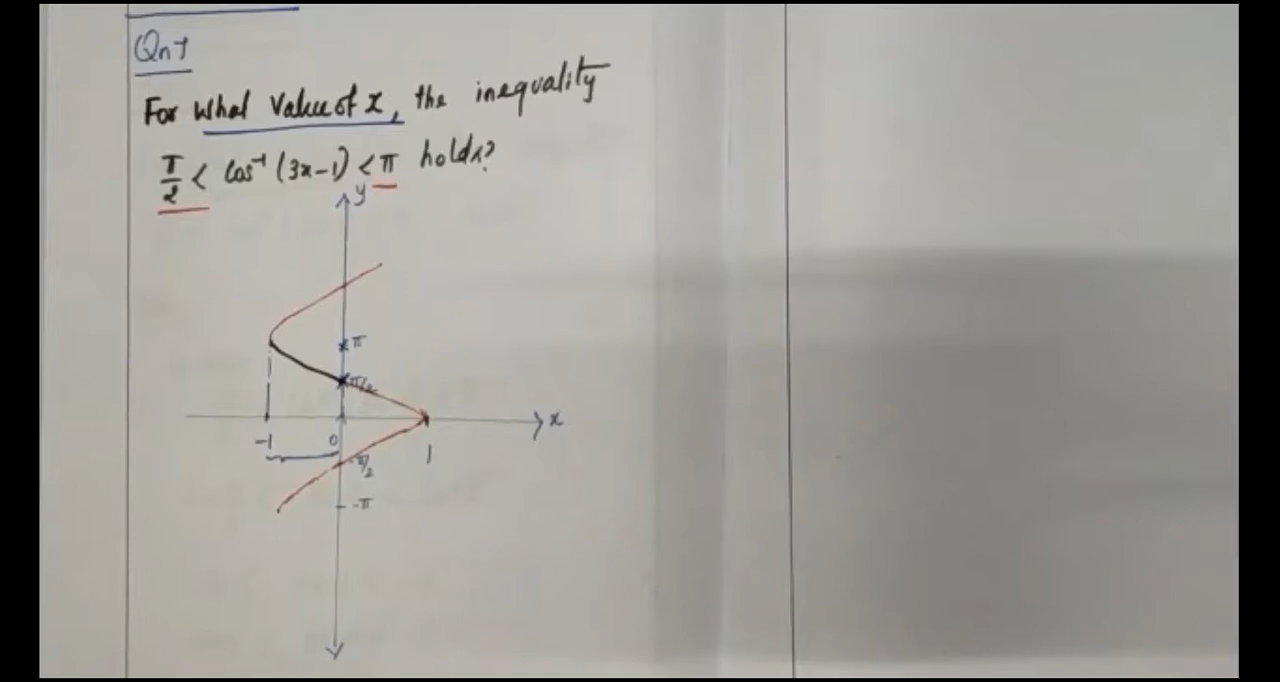 Qn 7
For what value of x, the inequality
π/2 < cos⁻¹ (3x-1) < π holds?
y
π
π/2
-1 0 1 x
-π/2
-π